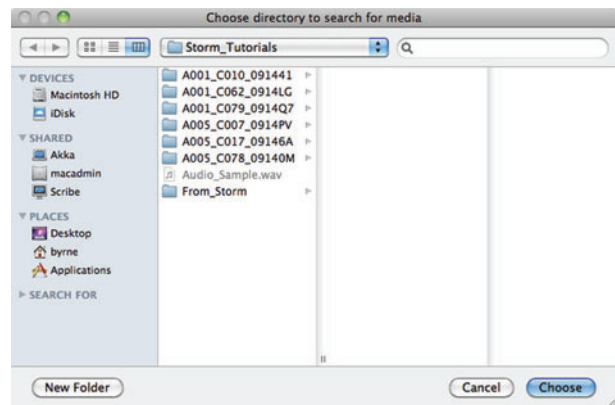 Choose directory to search for media
Storm_Tutorials
DEVICES
Macintosh HD
iDisk
SHARED
Akka
macadmin
Scribe
PLACES
Desktop
byrne
Applications
SEARCH FOR
A001_C010_091441
A001_C062_0914LG
A001_C079_0914Q7
A005_C007_0914PV
A005_C017_09146A
A005_C078_09140M
Audio_Sample.wav
From_Storm
New Folder
Cancel
Choose